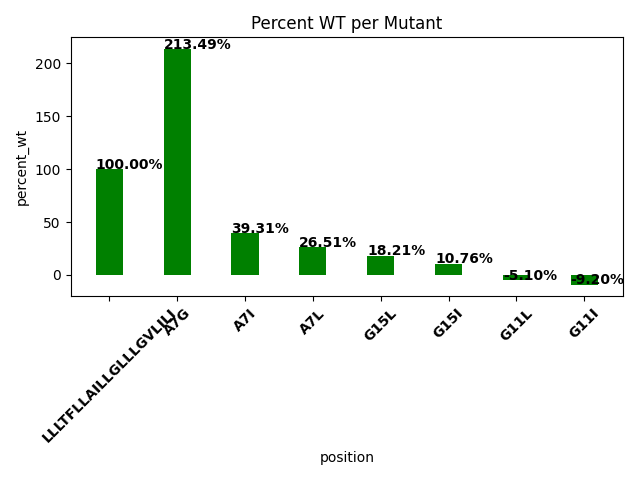 Percent WT per Mutant
percent_wt
200
150
100
50
0
100.00%
213.49%
39.31%
26.51%
18.21%
10.76%
-5.10%
-9.20%
LLLTFLLAILLGLLLGVLILI
A7G
A7I
A7L
G15L
G15I
G11L
G11I
position